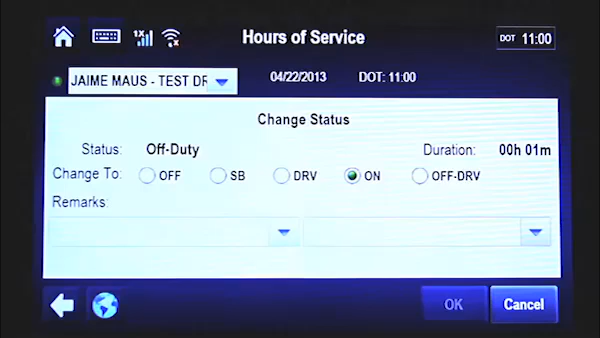 1X Hours of Service DOT 11:00
JAIME MAUS - TEST DR 04/22/2013 DOT: 11:00
Change Status
Status: Off-Duty Duration: 00h 01m
Change To: OFF SB DRV ON OFF-DRV
Remarks:
OK Cancel